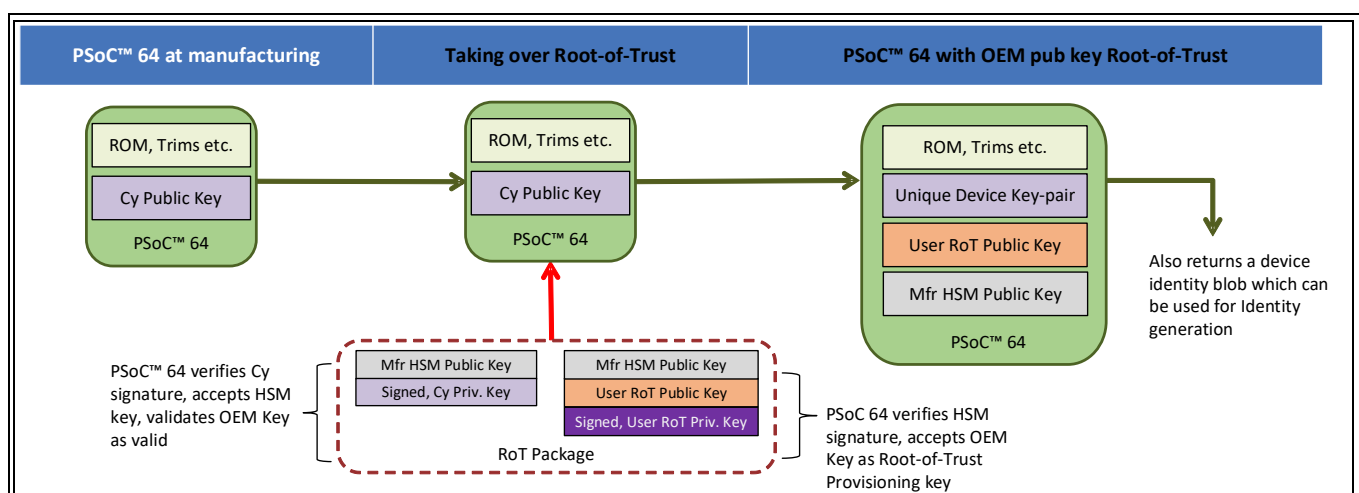 PSoC™ 64 at manufacturing
Taking over Root-of-Trust
PSoC™ 64 with OEM pub key Root-of-Trust
ROM, Trims etc.
Cy Public Key
PSoC™ 64
ROM, Trims etc.
Cy Public Key
PSoC™ 64
ROM, Trims etc.
Unique Device Key-pair
User RoT Public Key
Mfr HSM Public Key
PSoC™ 64
Also returns a device
identity blob which can
be used for Identity
generation
PSoC™ 64 verifies Cy
signature, accepts HSM
key, validates OEM Key
as valid
Mfr HSM Public Key
Signed, Cy Priv. Key
Mfr HSM Public Key
User RoT Public Key
Signed, User RoT Priv. Key
RoT Package
PSoC 64 verifies HSM
signature, accepts OEM
Key as Root-of-Trust
Provisioning key